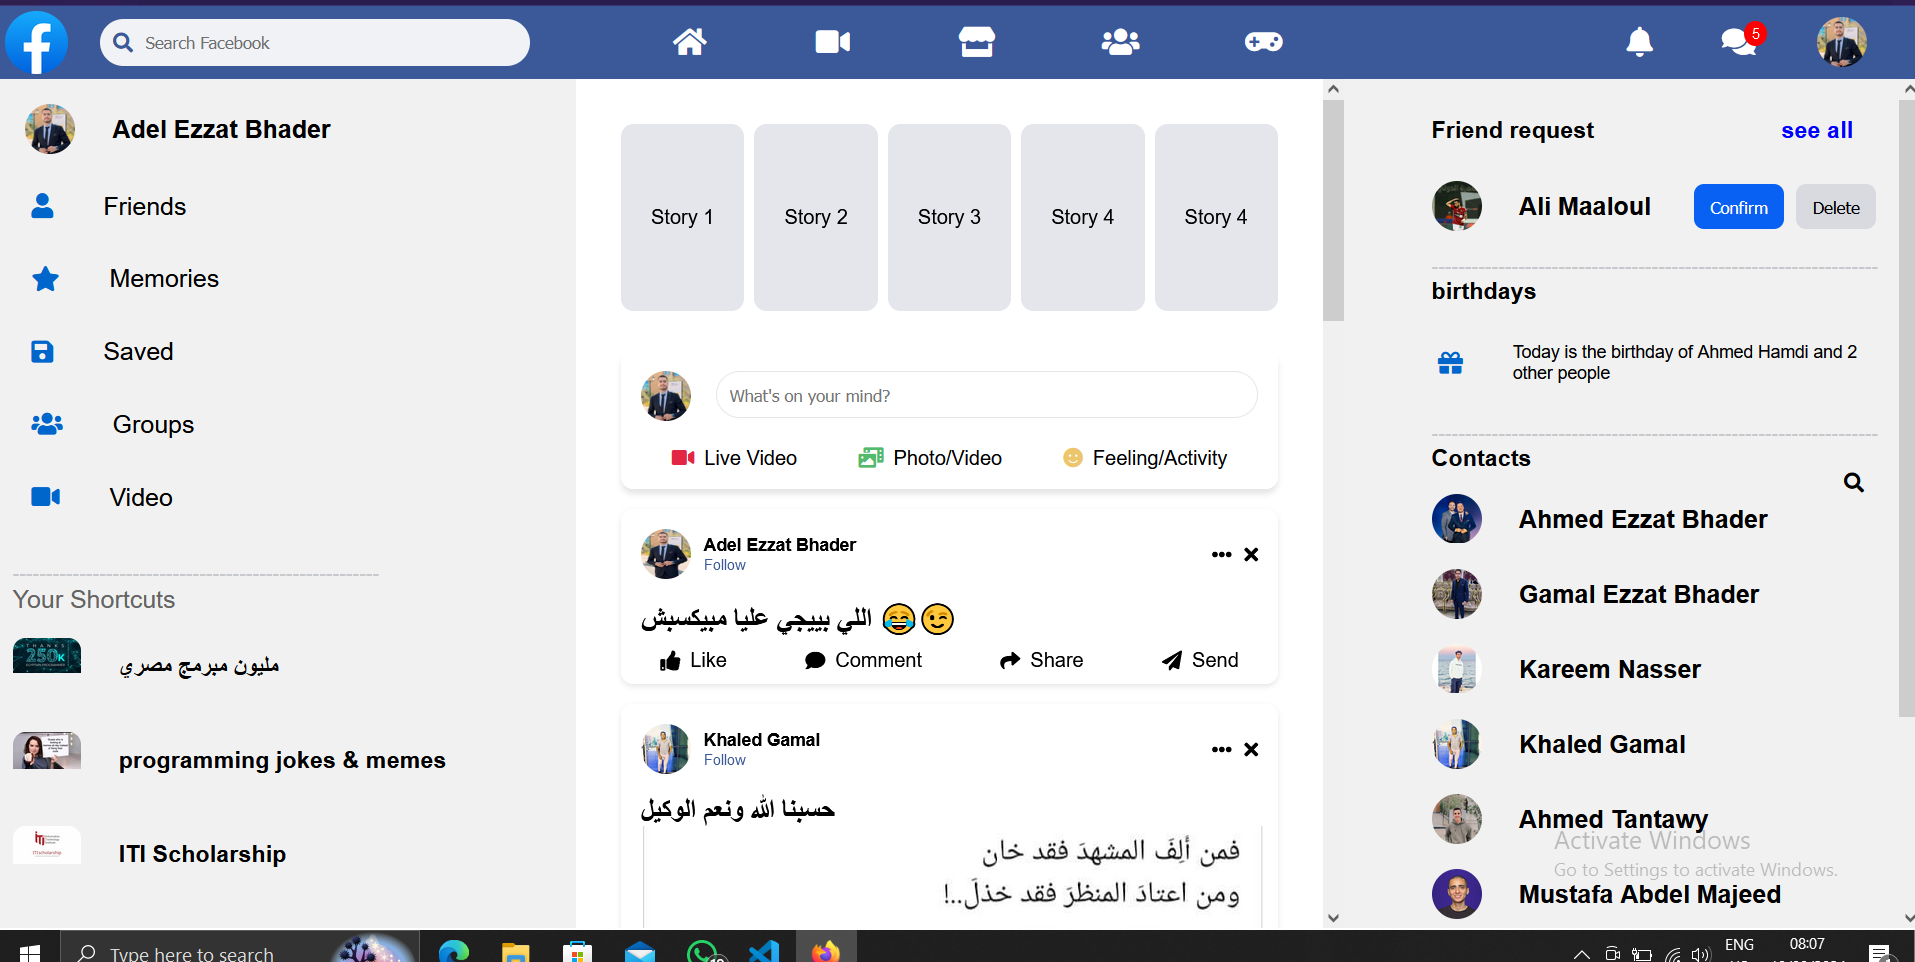 Search Facebook
5
Adel Ezzat Bhader
Friends
Memories
Saved
Groups
Video
Your Shortcuts
THANKS
250K
مليون مبرمج مصري
programming jokes & memes
ITI Scholarship
Story 1
Story 2
Story 3
Story 4
Story 4
What's on your mind?
Live Video
Photo/Video
Feeling/Activity
Adel Ezzat Bhader
Follow
اللي بييجي عليا مبيكسبش 😂😉
Like
Comment
Share
Send
Khaled Gamal
Follow
حسبنا الله ونعم الوكيل
فمن ألِفَ المشهدَ فقد خان
ومن اعتادَ المنظرَ فقد خذلَ..!
Friend request
see all
Ali Maaloul
Confirm
Delete
birthdays
Today is the birthday of Ahmed Hamdi and 2
other people
Contacts
Ahmed Ezzat Bhader
Gamal Ezzat Bhader
Kareem Nasser
Khaled Gamal
Ahmed Tantawy
Mustafa Abdel Majeed
Activate Windows
Go to Settings to activate Windows.
Type here to search
ENG
08:07